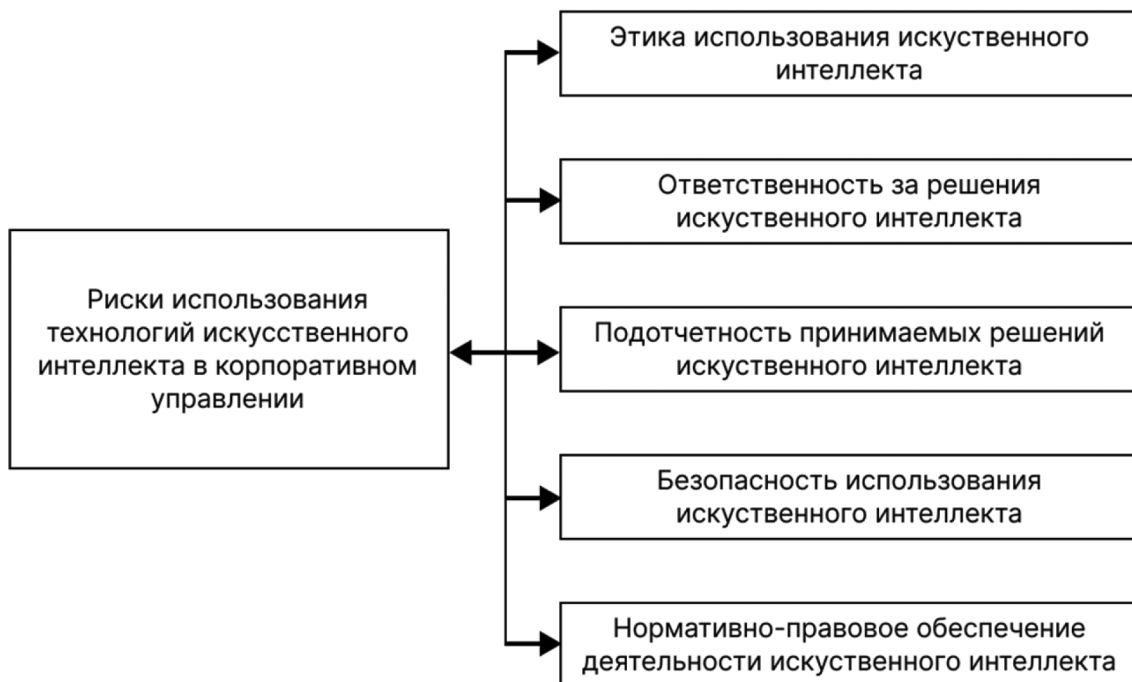 Этика использования искуственного
интеллекта
Ответственность за решения
искуственного интеллекта
Риски использования
технологий искусственного
интеллекта в корпоративном
управлении
Подотчетность принимаемых решений
искуственного интеллекта
Безопасность использования
искуственного интеллекта
Нормативно-правовое обеспечение
деятельности искуственного интеллекта